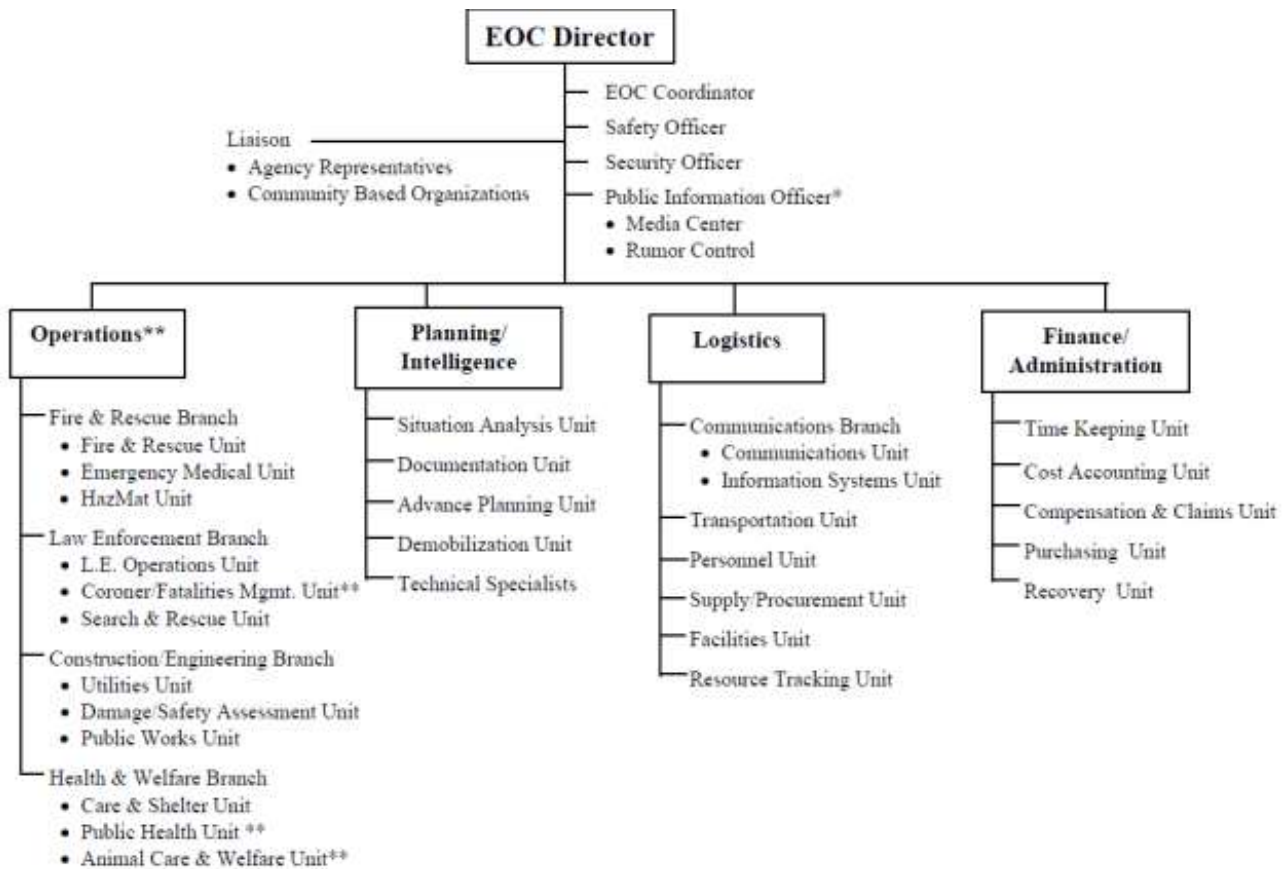 EOC Director
EOC Coordinator
Safety Officer
Liaison
• Agency Representatives
• Community Based Organizations
Security Officer
Public Information Officer*
• Media Center
• Rumor Control
Operations**
Fire & Rescue Branch
• Fire & Rescue Unit
• Emergency Medical Unit
• HazMat Unit
Law Enforcement Branch
• L.E. Operations Unit
• Coroner/Fatalities Mgmt. Unit**
• Search & Rescue Unit
Construction/Engineering Branch
• Utilities Unit
• Damage/Safety Assessment Unit
• Public Works Unit
Health & Welfare Branch
• Care & Shelter Unit
• Public Health Unit **
• Animal Care & Welfare Unit**
Planning/
Intelligence
Situation Analysis Unit
Documentation Unit
Advance Planning Unit
Demobilization Unit
Technical Specialists
Logistics
Communications Branch
• Communications Unit
• Information Systems Unit
Transportation Unit
Personnel Unit
Supply/Procurement Unit
Facilities Unit
Resource Tracking Unit
Finance/
Administration
Time Keeping Unit
Cost Accounting Unit
Compensation & Claims Unit
Purchasing Unit
Recovery Unit